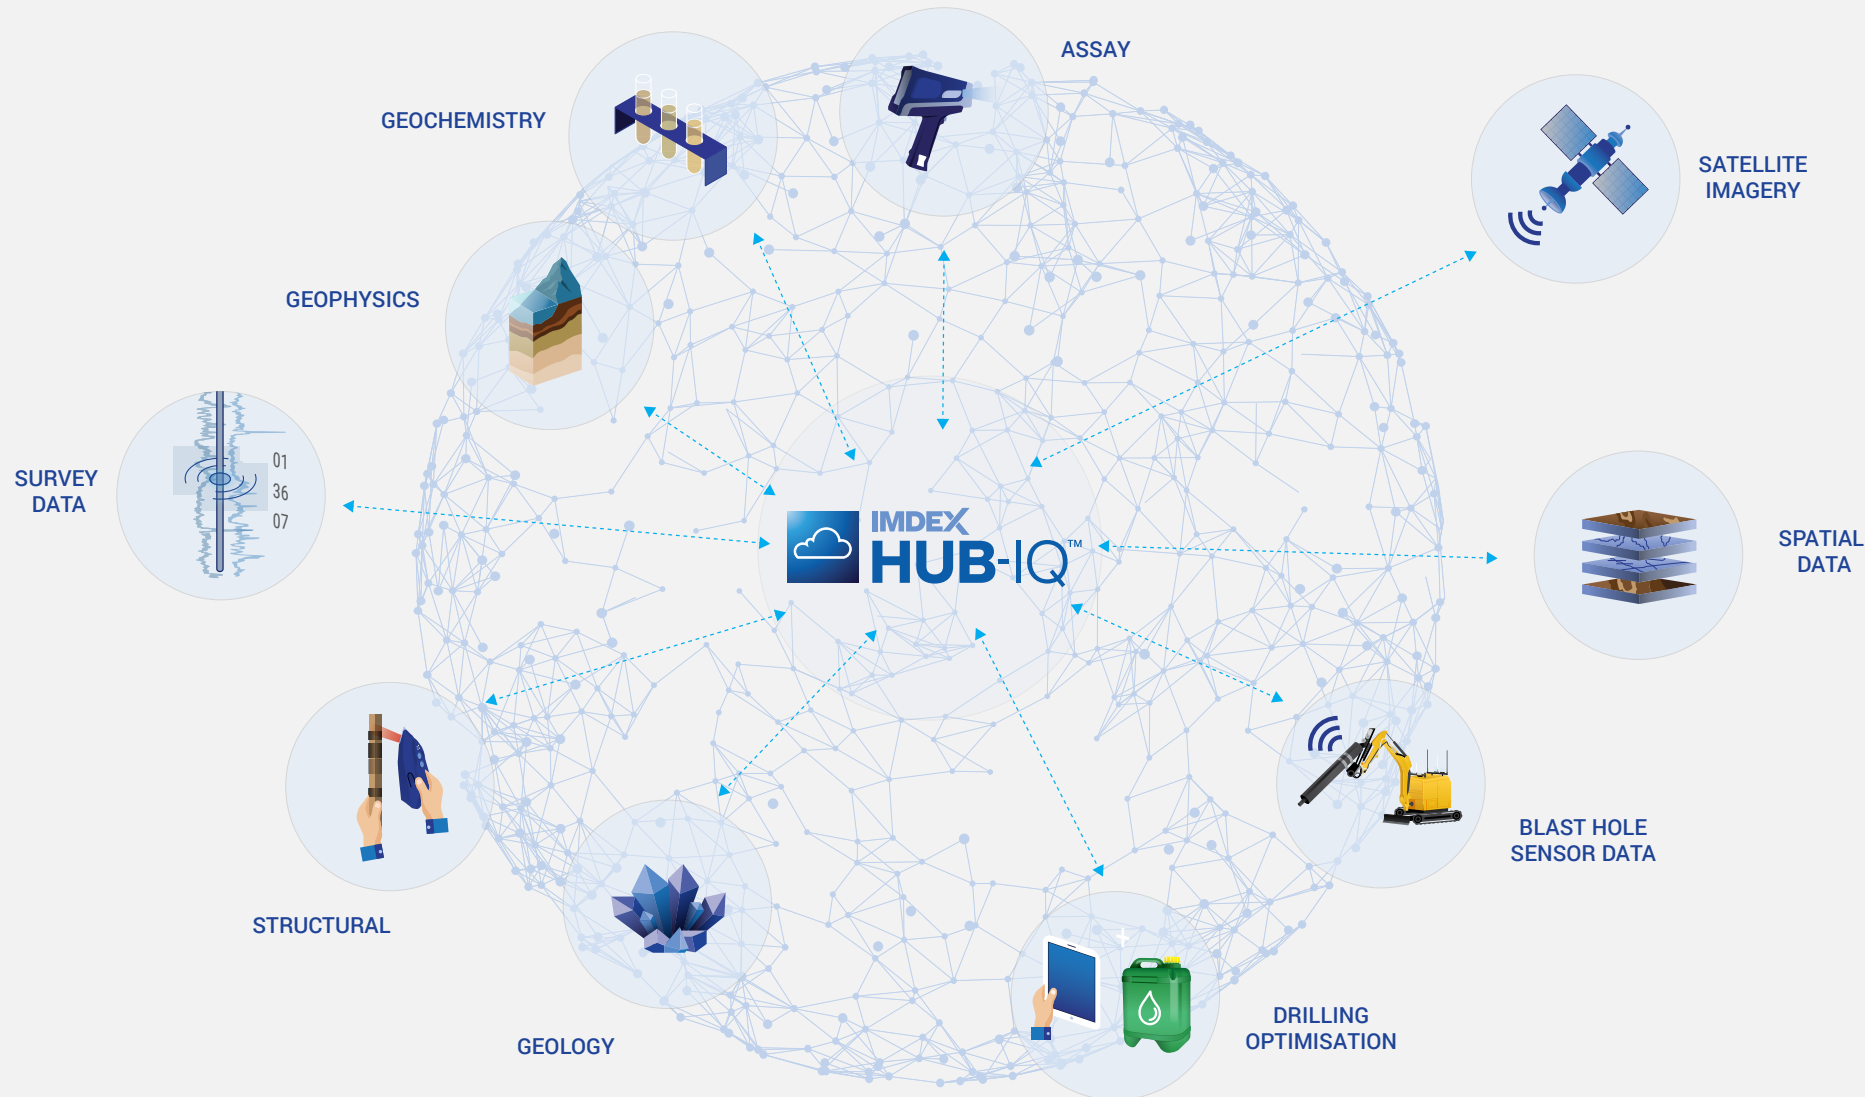 ASSAY
GEOCHEMISTRY
SATELLITE
IMAGERY
GEOPHYSICS
01
36
07
SURVEY
DATA
IMDEX
HUB-IQ™
SPATIAL
DATA
BLAST HOLE
SENSOR DATA
STRUCTURAL
DRILLING
OPTIMISATION
GEOLOGY